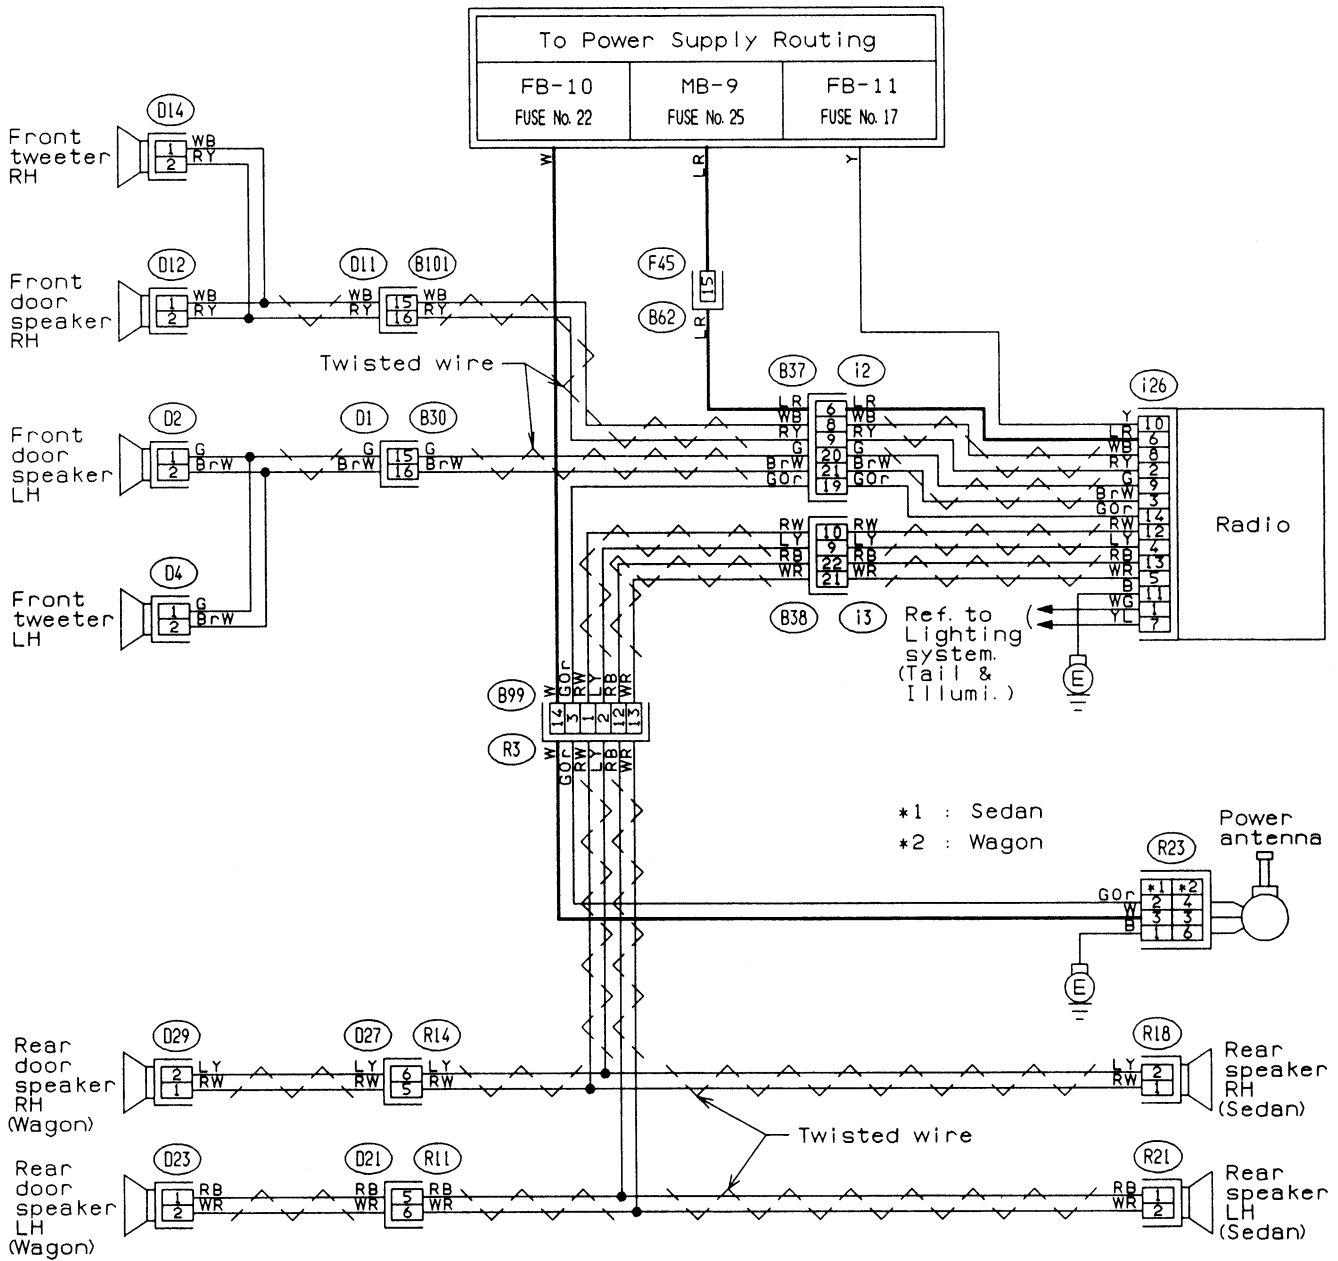 To Power Supply Routing
FB-10
MB-9
FB-11
FUSE No. 22
FUSE No. 25
FUSE No. 17
W
LR
Y
D14
Front
tweeter
RH
1
2
WB
RY
D12
D11
B101
Front
door
speaker
RH
1
2
WB
RY
WB
RY
15
16
WB
RY
F45
15
B62
LR
Twisted wire
D2
D1
B30
Front
door
speaker
LH
1
2
G
BrW
G
BrW
15
16
G
BrW
D4
Front
tweeter
LH
1
2
G
BrW
B37
i2
LR
WB
RY
G
BrW
GOr
6
8
9
20
21
19
LR
WB
RY
G
BrW
GOr
RW
LY
RB
WR
10
9
22
21
RW
LY
RB
WR
B38
i3
i26
Y
LR
WB
RY
G
BrW
GOr
RW
LY
RB
WR
B
WG
YL
10
6
8
2
9
3
14
12
4
13
5
11
1
7
Radio
Ref. to
Lighting
system.
(Tail &
Illumi.)
E
B99
W
GOr
RW
LY
RB
WR
14
3
1
2
12
13
R3
W
GOr
RW
LY
RB
WR
*1 : Sedan
*2 : Wagon
Power
antenna
R23
GOr
W
B
*1 *2
2 4
3 3
1 6
E
D29
D27
R14
Rear
door
speaker
RH
(Wagon)
2
1
LY
RW
LY
RW
6
5
LY
RW
R18
LY
RW
2
1
Rear
speaker
RH
(Sedan)
Twisted wire
D23
D21
R11
Rear
door
speaker
LH
(Wagon)
1
2
RB
WR
RB
WR
5
6
RB
WR
R21
RB
WR
1
2
Rear
speaker
LH
(Sedan)